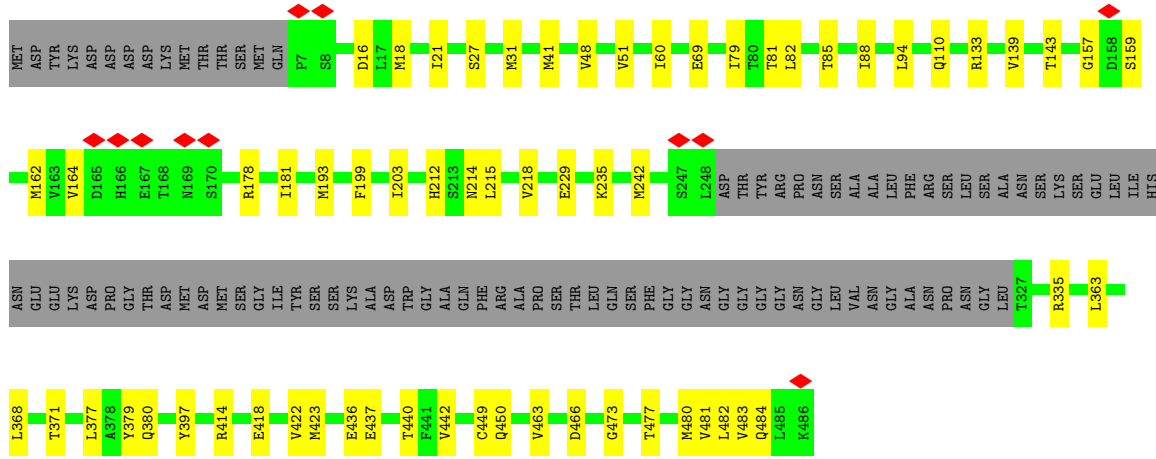 MET ASP TYR LYS ASP ASP ASP ASP LYS MET THR THR SER MET GLN P7 S8 D16 L17 M18 I21 S27 M31 M41 V48 V51 I60 E69 I79 T80 T81 L82 T85 I88 L94 Q110 R133 V139 T143 G157 D158 S159
M162 V163 V164 D165 H166 E167 T168 N169 S170 R178 I181 M193 F199 I203 H212 S213 N214 L215 V218 E229 K235 M242 S247 L248 ASP THR TYR ARG PRO ASN SER ALA ALA LEU PHE ARG SER LEU SER ALA ASN SER LYS SER GLU LEU ILE HIS
ASN GLU GLU LYS ASP PRO GLY THR ASP MET ASP MET SER GLY ILE TYR SER SER LYS ALA ASP TRP GLY ALA GLN PHE ARG ALA PRO SER THR LEU GLN SER PHE GLY GLY ASN GLY GLY GLY GLY ASN GLY LEU VAL ASN GLY ALA ASN PRO ASN GLY LEU T327 R335 L363
L368 T371 L377 A378 Y379 Q380 Y397 R414 E418 V422 M423 E436 E437 T440 F441 V442 C449 Q450 V463 D466 G473 T477 M480 V481 L482 V483 Q484 L485 K486